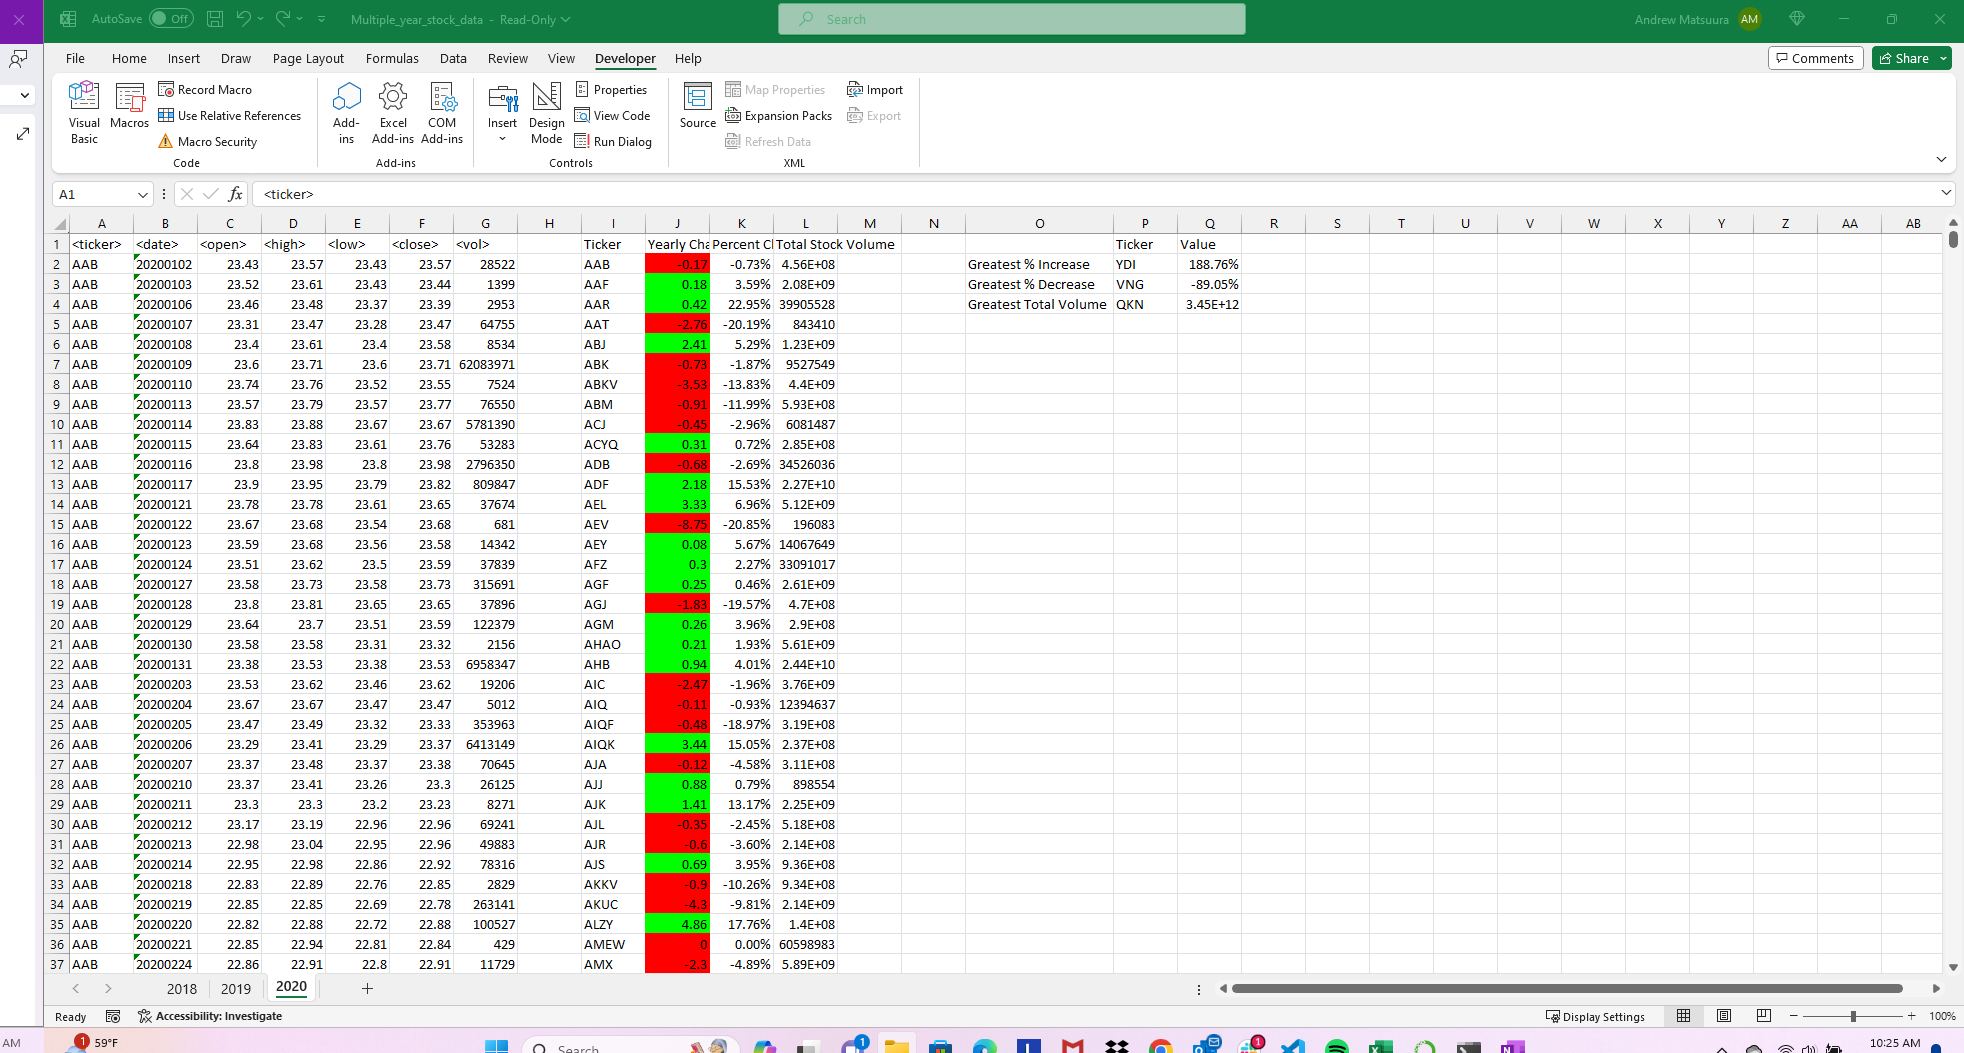 AutoSave Off Multiple_year_stock_data - Read-Only Search Andrew Matsuura AM
File Home Insert Draw Page Layout Formulas Data Review View Developer Help Comments Share
Visual Basic Macros Record Macro Use Relative References Macro Security Code
Add-ins Excel Add-ins COM Add-ins Add-ins
Insert Design Mode Properties View Code Run Dialog Controls
Source Map Properties Expansion Packs Refresh Data Import Export XML
A1 fx <ticker>
A B C D E F G H I J K L M N O P Q R S T U V W X Y Z AA AB
1 <ticker> <date> <open> <high> <low> <close> <vol> Ticker Yearly Cha Percent Cl Total Stock Volume Ticker Value
2 AAB 20200102 23.43 23.57 23.43 23.57 28522 AAB -0.17 -0.73% 4.56E+08 Greatest % Increase YDI 188.76%
3 AAB 20200103 23.52 23.61 23.43 23.44 1399 AAF 0.18 3.59% 2.08E+09 Greatest % Decrease VNG -89.05%
4 AAB 20200106 23.46 23.48 23.37 23.39 2953 AAR 0.42 22.95% 39905528 Greatest Total Volume QKN 3.45E+12
5 AAB 20200107 23.31 23.47 23.28 23.47 64755 AAT -2.76 -20.19% 843410
6 AAB 20200108 23.4 23.61 23.4 23.58 8534 ABJ 2.41 5.29% 1.23E+09
7 AAB 20200109 23.6 23.71 23.6 23.71 62083971 ABK -0.73 -1.87% 9527549
8 AAB 20200110 23.74 23.76 23.52 23.55 7524 ABKV -3.53 -13.83% 4.4E+09
9 AAB 20200113 23.57 23.79 23.57 23.77 76550 ABM -0.91 -11.99% 5.93E+08
10 AAB 20200114 23.83 23.88 23.67 23.67 5781390 ACJ -0.45 -2.96% 6081487
11 AAB 20200115 23.64 23.83 23.61 23.76 53283 ACYQ 0.31 0.72% 2.85E+08
12 AAB 20200116 23.8 23.98 23.8 23.98 2796350 ADB -0.68 -2.69% 34526036
13 AAB 20200117 23.9 23.95 23.79 23.82 809847 ADF 2.18 15.53% 2.27E+10
14 AAB 20200121 23.78 23.78 23.61 23.65 37674 AEL 3.33 6.96% 5.12E+09
15 AAB 20200122 23.67 23.68 23.54 23.68 681 AEV -8.75 -20.85% 196083
16 AAB 20200123 23.59 23.68 23.56 23.58 14342 AEY 0.08 5.67% 14067649
17 AAB 20200124 23.51 23.62 23.5 23.59 37839 AFZ 0.3 2.27% 33091017
18 AAB 20200127 23.58 23.73 23.58 23.73 315691 AGF 0.25 0.46% 2.61E+09
19 AAB 20200128 23.8 23.81 23.65 23.65 37896 AGJ -1.83 -19.57% 4.7E+08
20 AAB 20200129 23.64 23.7 23.51 23.59 122379 AGM 0.26 3.96% 2.9E+08
21 AAB 20200130 23.58 23.58 23.31 23.32 2156 AHAO 0.21 1.93% 5.61E+09
22 AAB 20200131 23.38 23.53 23.38 23.53 6958347 AHB 0.94 4.01% 2.44E+10
23 AAB 20200203 23.53 23.62 23.46 23.62 19206 AIC -2.47 -1.96% 3.76E+09
24 AAB 20200204 23.67 23.67 23.47 23.47 5012 AIQ -0.11 -0.93% 12394637
25 AAB 20200205 23.47 23.49 23.32 23.33 353963 AIQF -0.48 -18.97% 3.19E+08
26 AAB 20200206 23.29 23.41 23.29 23.37 6413149 AIQK 3.44 15.05% 2.37E+08
27 AAB 20200207 23.37 23.48 23.37 23.38 70645 AJA -0.12 -4.58% 3.11E+08
28 AAB 20200210 23.37 23.41 23.26 23.3 26125 AJJ 0.88 0.79% 898554
29 AAB 20200211 23.3 23.3 23.2 23.23 8271 AJK 1.41 13.17% 2.25E+09
30 AAB 20200212 23.17 23.19 22.96 22.96 69241 AJL -0.35 -2.45% 5.18E+08
31 AAB 20200213 22.98 23.04 22.95 22.96 49883 AJR -0.6 -3.60% 2.14E+08
32 AAB 20200214 22.95 22.98 22.86 22.92 78316 AJS 0.69 3.95% 9.36E+08
33 AAB 20200218 22.83 22.89 22.76 22.85 2829 AKKV -0.9 -10.26% 9.34E+08
34 AAB 20200219 22.85 22.85 22.69 22.78 263141 AKUC -4.3 -9.81% 2.14E+09
35 AAB 20200220 22.82 22.88 22.72 22.88 100527 ALZY 4.86 17.76% 1.4E+08
36 AAB 20200221 22.85 22.94 22.81 22.84 429 AMEW 0 0.00% 60598983
37 AAB 20200224 22.86 22.91 22.8 22.91 11729 AMX -2.3 -4.89% 5.89E+09
2018 2019 2020
Ready Accessibility: Investigate Display Settings 100%
AM 1 59°F Search 1 1 10:25 AM